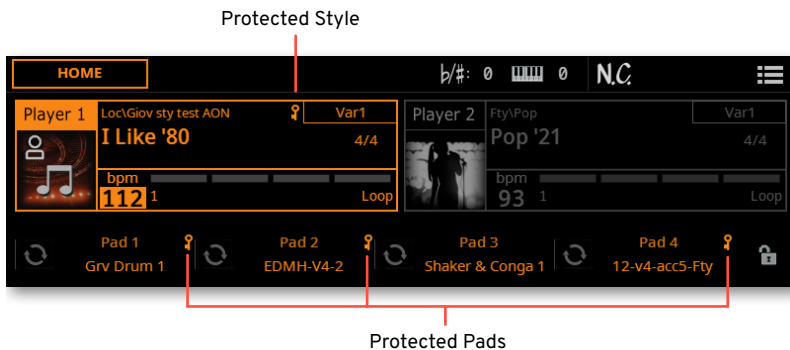 Protected Style
HOME
b/#: 0
0
N.C.
Player 1
Loc\Giov sty test AON
Var1
I Like '80
4/4
bpm
112
1
Loop
Player 2
Fty\Pop
Var1
Pop '21
4/4
bpm
93
1
Loop
Pad 1
Grv Drum 1
Pad 2
EDMH-V4-2
Pad 3
Shaker & Conga 1
Pad 4
12-v4-acc5-Fty
Protected Pads